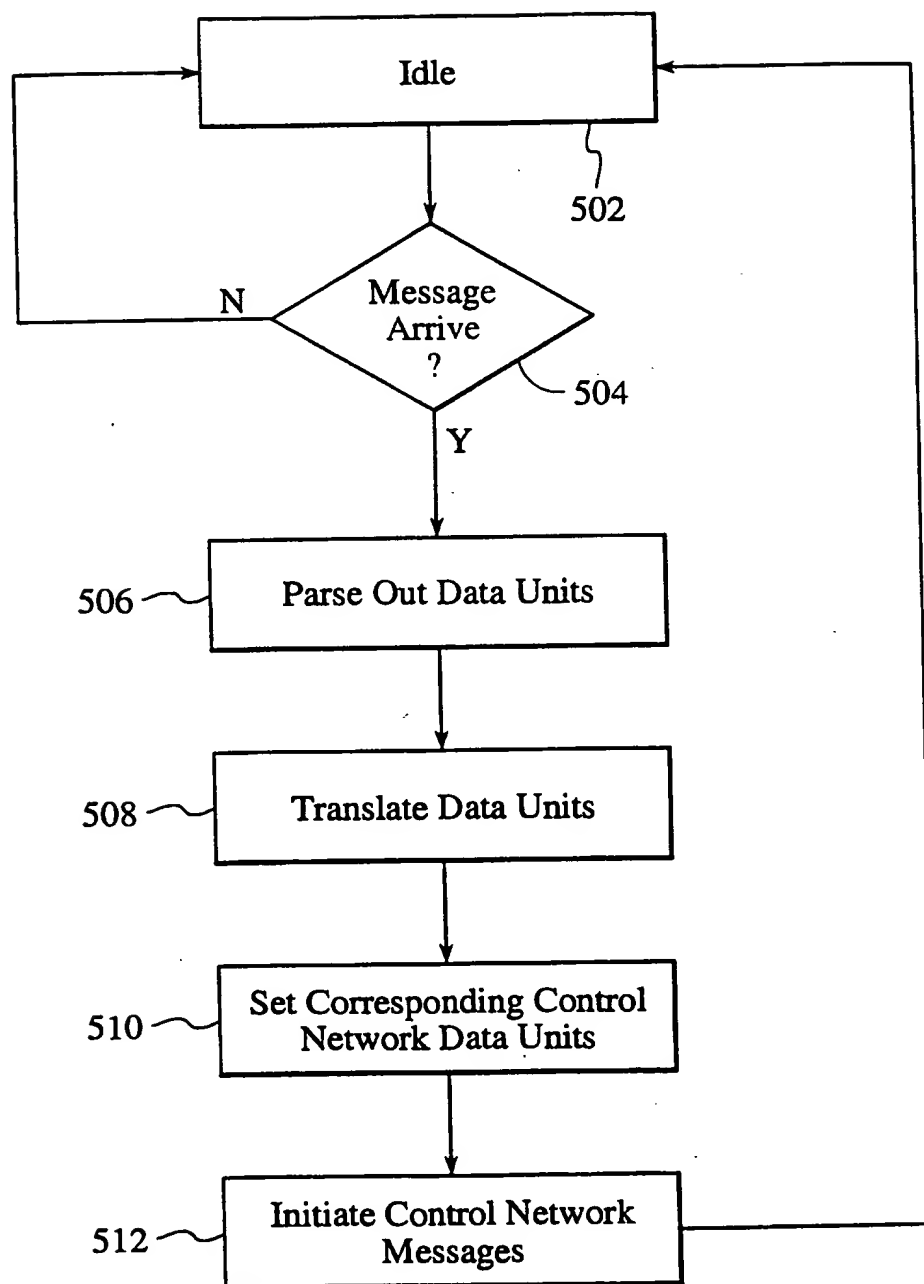 Idle
502
Message
Arrive
?
504
N
Y
Parse Out Data Units
506
Translate Data Units
508
Set Corresponding Control
Network Data Units
510
Initiate Control Network
Messages
512